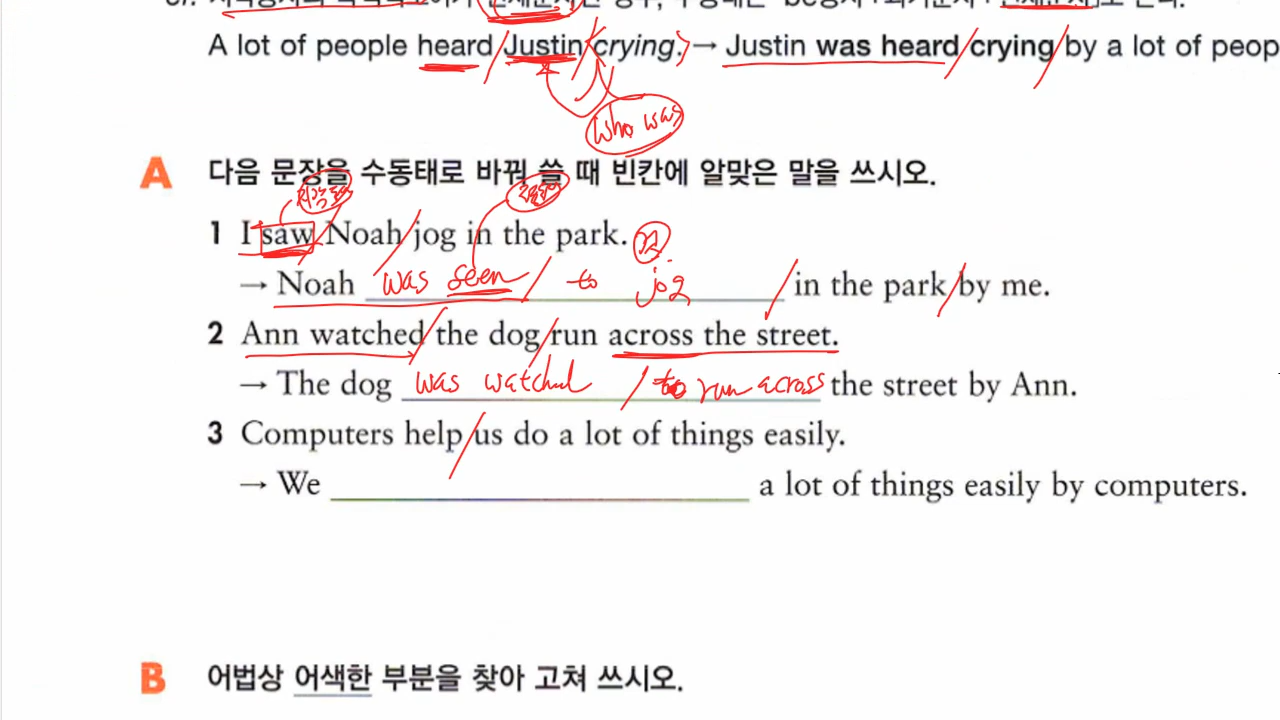 A lot of people heard Justin crying. → Justin was heard crying by a lot of peop
who was
A 다음 문장을 수동태로 바꿔 쓸 때 빈칸에 알맞은 말을 쓰시오.
1 I saw Noah jog in the park.
→ Noah was seen to jog in the park by me.
2 Ann watched the dog run across the street.
→ The dog was watched to run across the street by Ann.
3 Computers help us do a lot of things easily.
→ We a lot of things easily by computers.
B 어법상 어색한 부분을 찾아 고쳐 쓰시오.